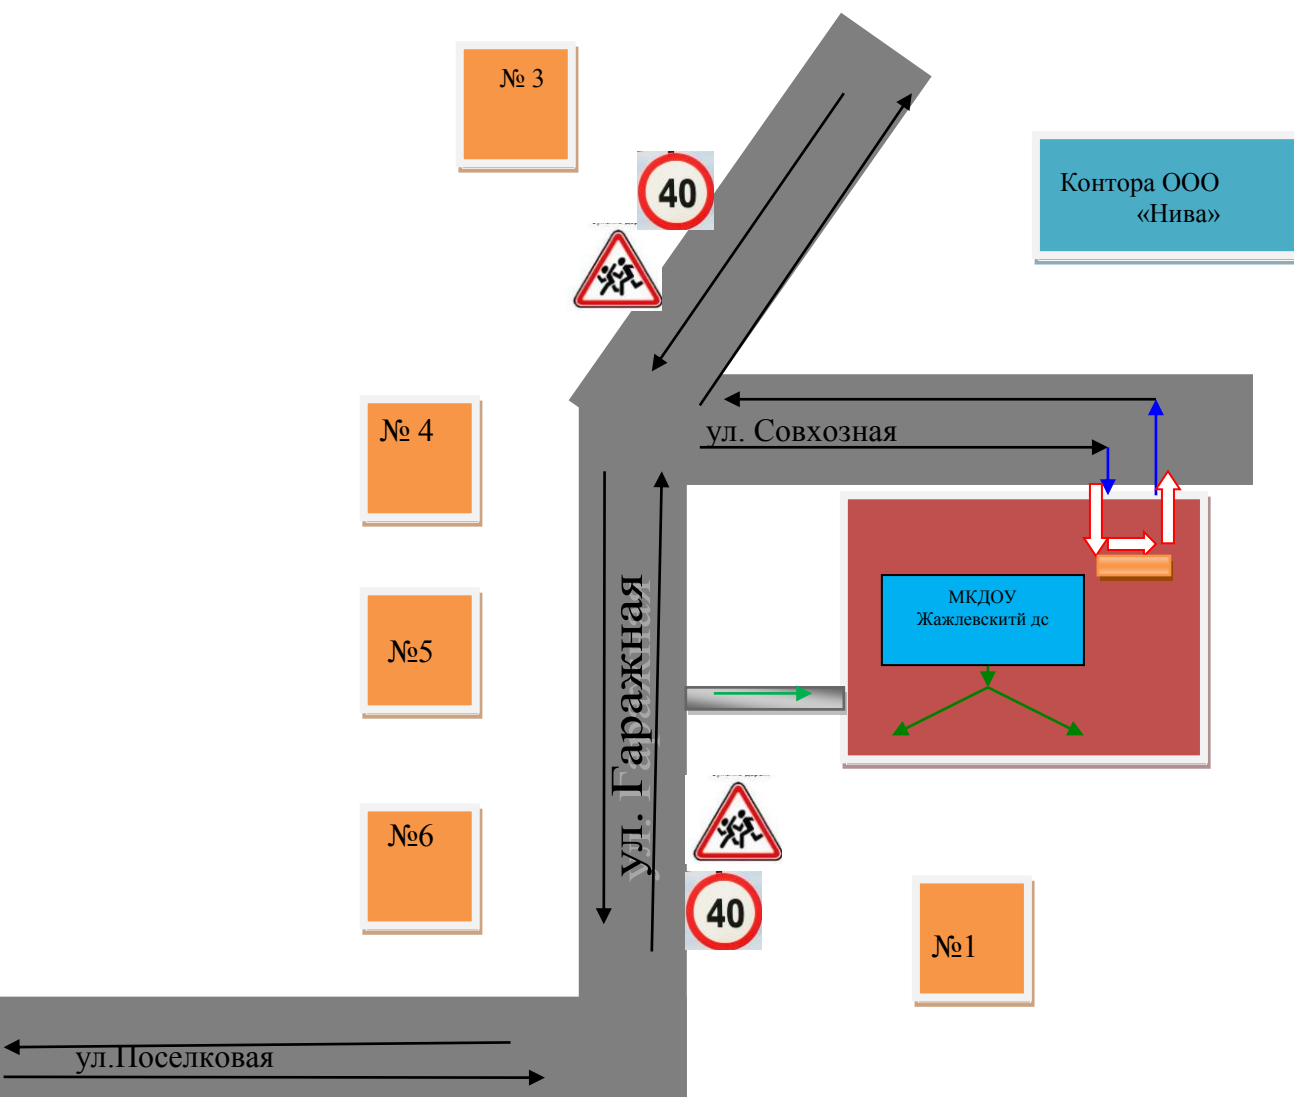 № 3
40
Контора ООО
«Нива»
№ 4
ул. Совхозная
МКДОУ
Жажлевскитй дс
№5
ул. Гаражная
№6
40
№1
ул.Поселковая